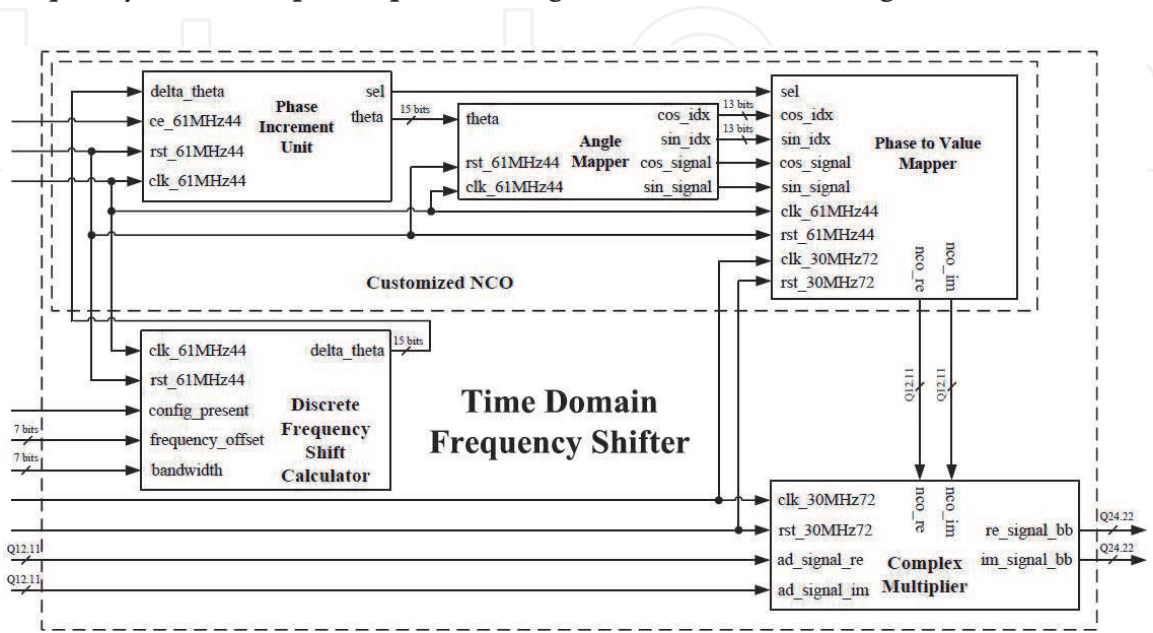 delta_theta
ce_61MHz44
rst_61MHz44
clk_61MHz44
Phase
Increment
Unit
sel
theta
15 bits
theta
rst_61MHz44
clk_61MHz44
Angle
Mapper
cos_idx
sin_idx
cos_signal
sin_signal
13 bits
13 bits
sel
cos_idx
sin_idx
cos_signal
sin_signal
clk_61MHz44
rst_61MHz44
clk_30MHz72
rst_30MHz72
Phase to Value
Mapper
nco_re
nco_im
Customized NCO
clk_61MHz44
rst_61MHz44
config_present
frequency_offset
bandwidth
delta_theta
15 bits
Discrete
Frequency
Shift
Calculator
7 bits
7 bits
Time Domain
Frequency Shifter
Q12.11
Q12.11
nco_re
nco_im
clk_30MHz72
rst_30MHz72
ad_signal_re
ad_signal_im
Complex
Multiplier
re_signal_bb
im_signal_bb
Q24.22
Q24.22
Q12.11
Q12.11